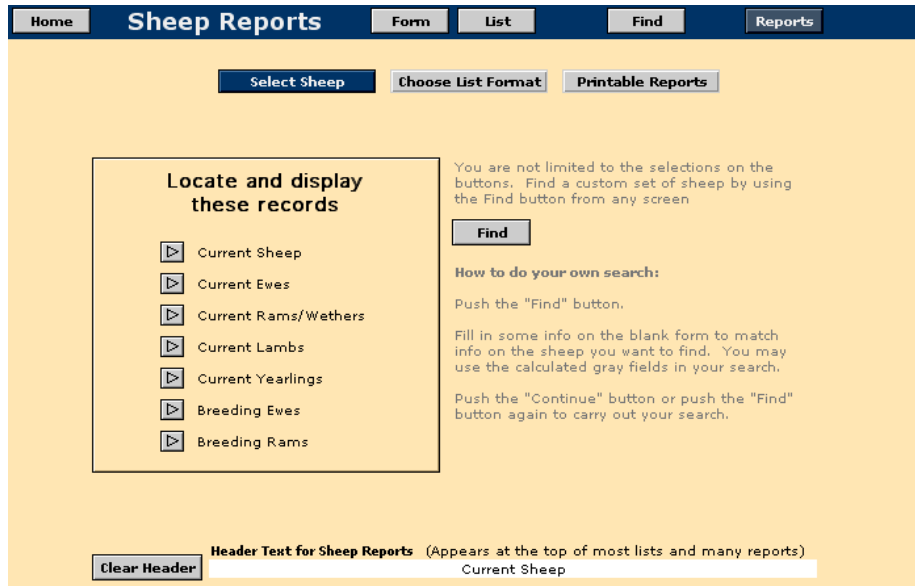 Home Sheep Reports Form List Find Reports
Select Sheep Choose List Format Printable Reports
Locate and display
these records
Current Sheep
Current Ewes
Current Rams/Wethers
Current Lambs
Current Yearlings
Breeding Ewes
Breeding Rams
You are not limited to the selections on the
buttons. Find a custom set of sheep by using
the Find button from any screen
Find
How to do your own search:
Push the "Find" button.
Fill in some info on the blank form to match
info on the sheep you want to find. You may
use the calculated gray fields in your search.
Push the "Continue" button or push the "Find"
button again to carry out your search.
Header Text for Sheep Reports (Appears at the top of most lists and many reports)
Clear Header Current Sheep